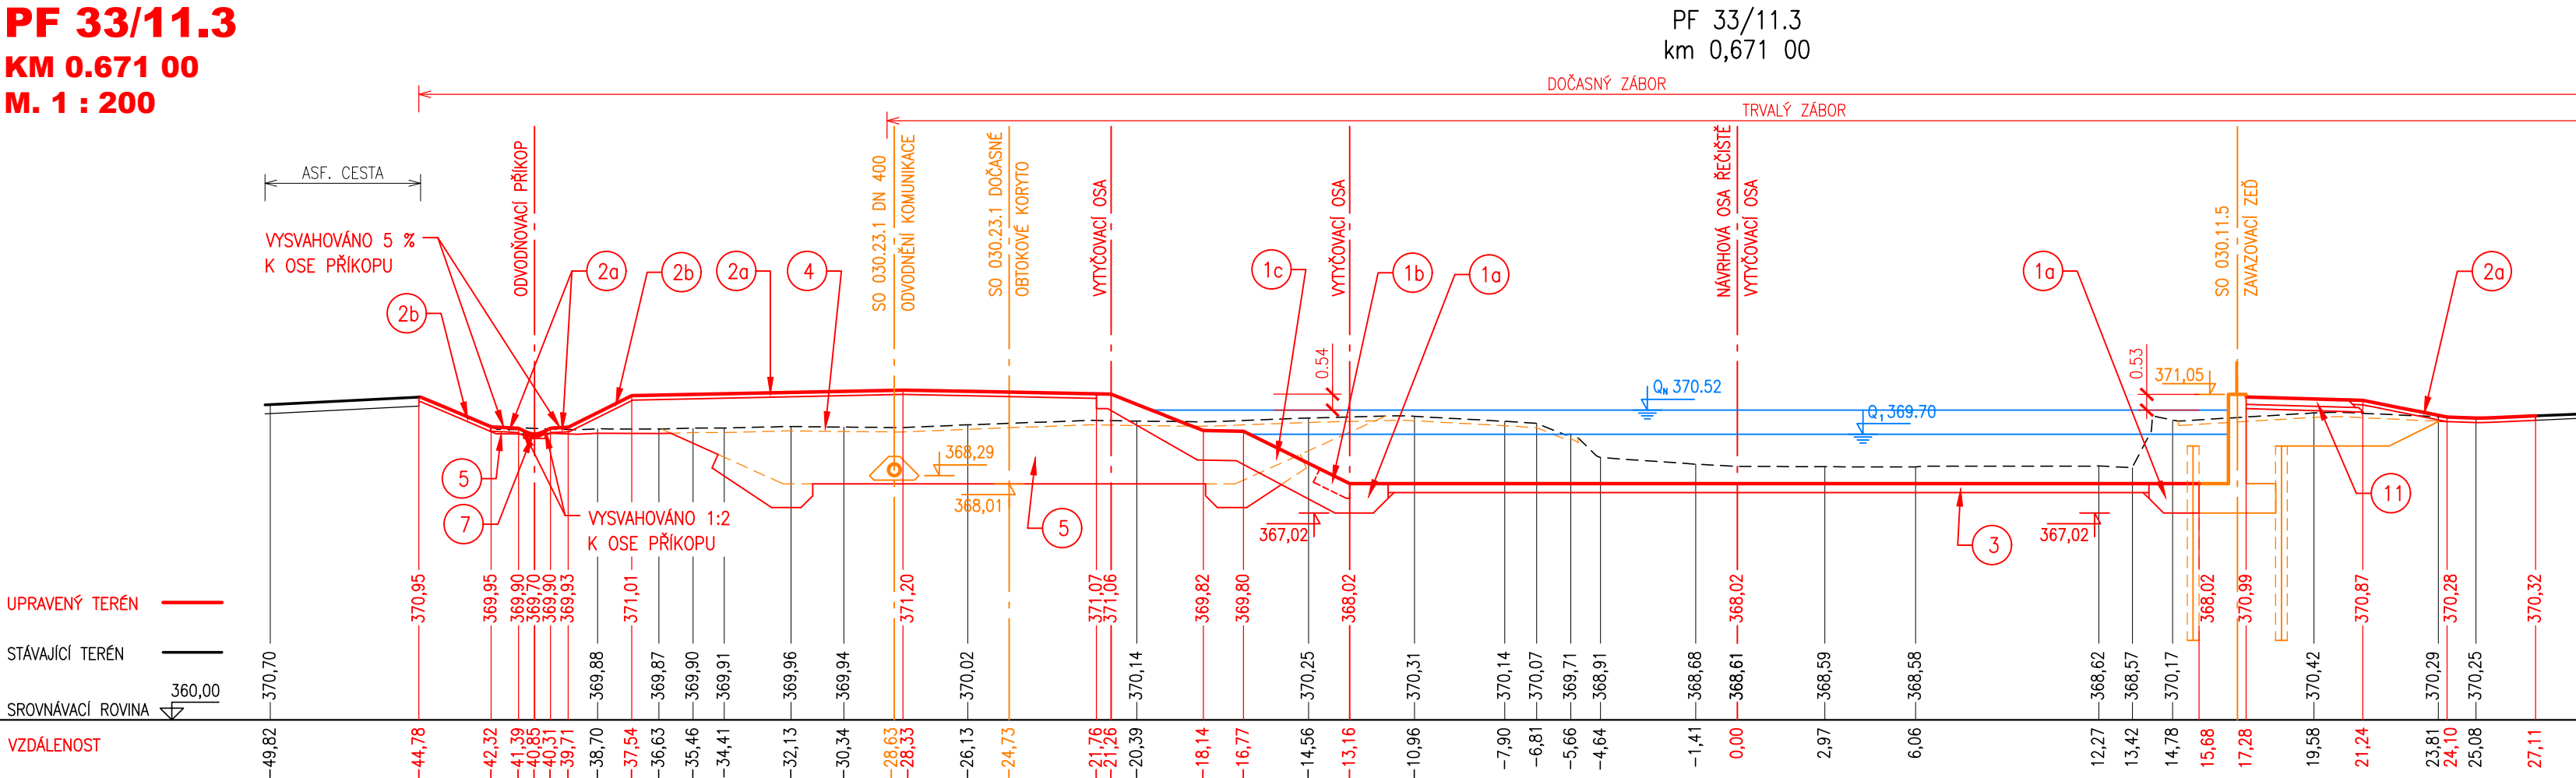 PF 33/11.3
KM 0.671 00
M. 1 : 200
PF 33/11.3
km 0,671 00
DOČASNÝ ZÁBOR
TRVALÝ ZÁBOR
ASF. CESTA
ODVODŇOVACÍ PŘÍKOP
SO 030.23.1 DN 400
ODVODNĚNÍ KOMUNIKACE
SO 030.23.1 DOČASNÉ
OBTOKOVÉ KORYTO
VYTYČOVACÍ OSA
VYTYČOVACÍ OSA
NÁVRHOVÁ OSA ŘEČIŠTĚ
VYTYČOVACÍ OSA
SO 030.11.5
ZAVAZOVACÍ ZEĎ
VYSVAHOVÁNO 5 %
K OSE PŘÍKOPU
2b
2a
2b
2a
4
1c
1b
1a
1a
2a
0.54
0.53
QN 370.52
Q1 369.70
371,05
5
7
VYSVAHOVÁNO 1:2
K OSE PŘÍKOPU
368,29
368,01
5
367,02
3
367,02
11
UPRAVENÝ TERÉN
370,95
369,95
369,90
369,70
369,90
369,93
371,01
371,20
371,07
371,06
369,82
369,80
368,02
368,02
368,02
370,99
370,87
370,28
370,32
STÁVAJÍCÍ TERÉN
370,70
369,88
369,87
369,90
369,91
369,96
369,94
370,02
370,14
370,25
370,31
370,14
370,07
369,71
368,91
368,68
368,61
368,59
368,58
368,62
368,57
370,17
370,42
370,29
370,25
SROVNÁVACÍ ROVINA
360,00
VZDÁLENOST
-49,82
-44,78
-42,32
-41,39
-40,85
-40,31
-39,71
-38,70
-37,54
-36,63
-35,46
-34,41
-32,13
-30,34
-28,63
-28,33
-26,13
-24,73
-21,76
-21,26
-20,39
-18,14
-16,77
-14,56
-13,16
-10,96
-7,90
-6,81
-5,66
-4,64
-1,41
0,00
2,97
6,06
12,27
13,42
14,78
15,68
17,28
19,58
21,24
23,81
24,10
25,08
27,11